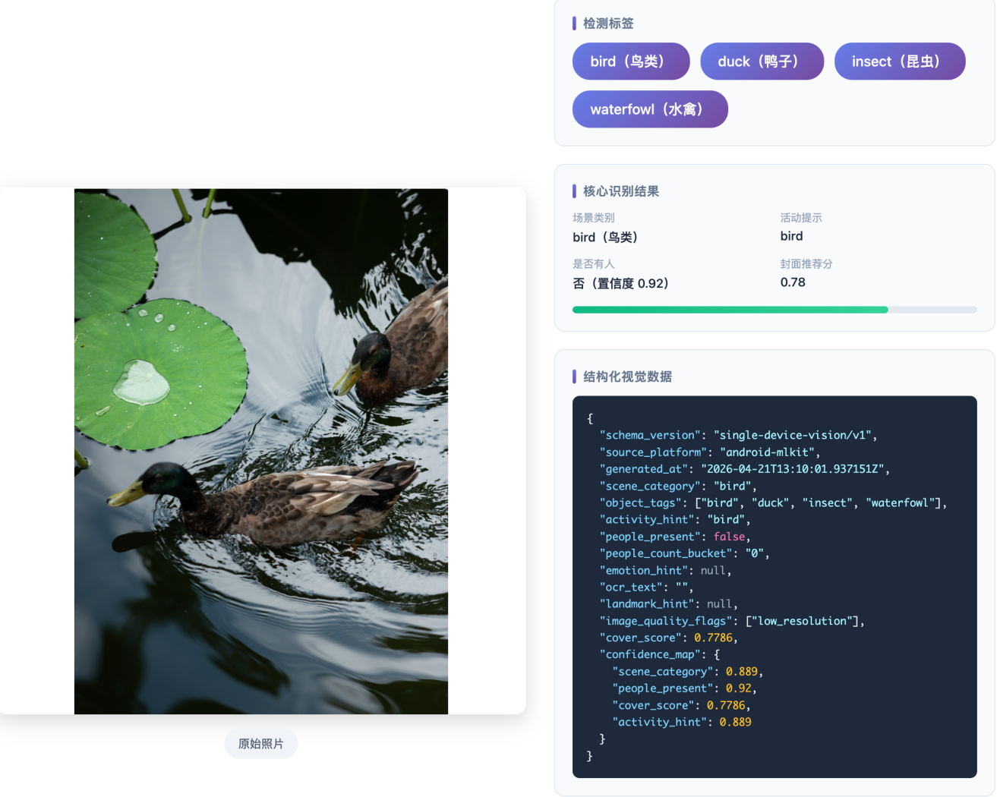 检测标签
bird（鸟类）
duck（鸭子）
insect（昆虫）
waterfowl（水禽）
核心识别结果
场景类别
bird（鸟类）
活动提示
bird
是否有人
否（置信度 0.92）
封面推荐分
0.78
结构化视觉数据
{
"schema_version": "single-device-vision/v1",
"source_platform": "android-mlkit",
"generated_at": "2026-04-21T13:10:01.937151Z",
"scene_category": "bird",
"object_tags": ["bird", "duck", "insect", "waterfowl"],
"activity_hint": "bird",
"people_present": false,
"people_count_bucket": "0",
"emotion_hint": null,
"ocr_text": "",
"landmark_hint": null,
"image_quality_flags": ["low_resolution"],
"cover_score": 0.7786,
"confidence_map": {
"scene_category": 0.889,
"people_present": 0.92,
"cover_score": 0.7786,
"activity_hint": 0.889
}
}
原始照片